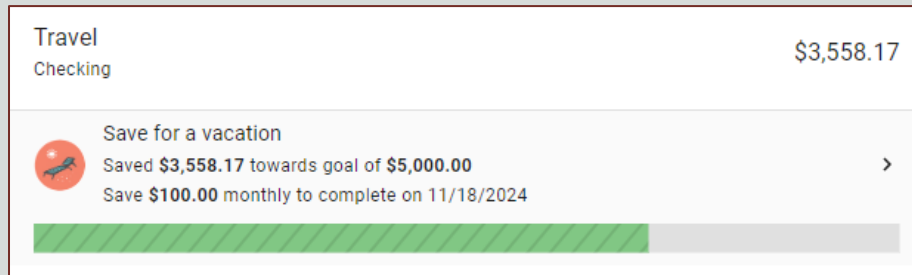 Travel
$3,558.17
Checking
Save for a vacation
Saved $3,558.17 towards goal of $5,000.00
Save $100.00 monthly to complete on 11/18/2024